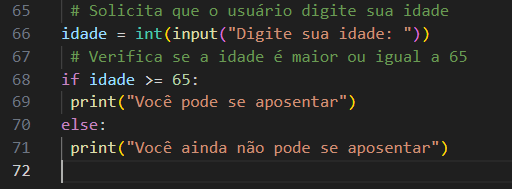 65 # Solicita que o usuário digite sua idade
66 idade = int(input("Digite sua idade: "))
67 # Verifica se a idade é maior ou igual a 65
68 if idade >= 65:
69 print("Você pode se aposentar")
70 else:
71 print("Você ainda não pode se aposentar")
72